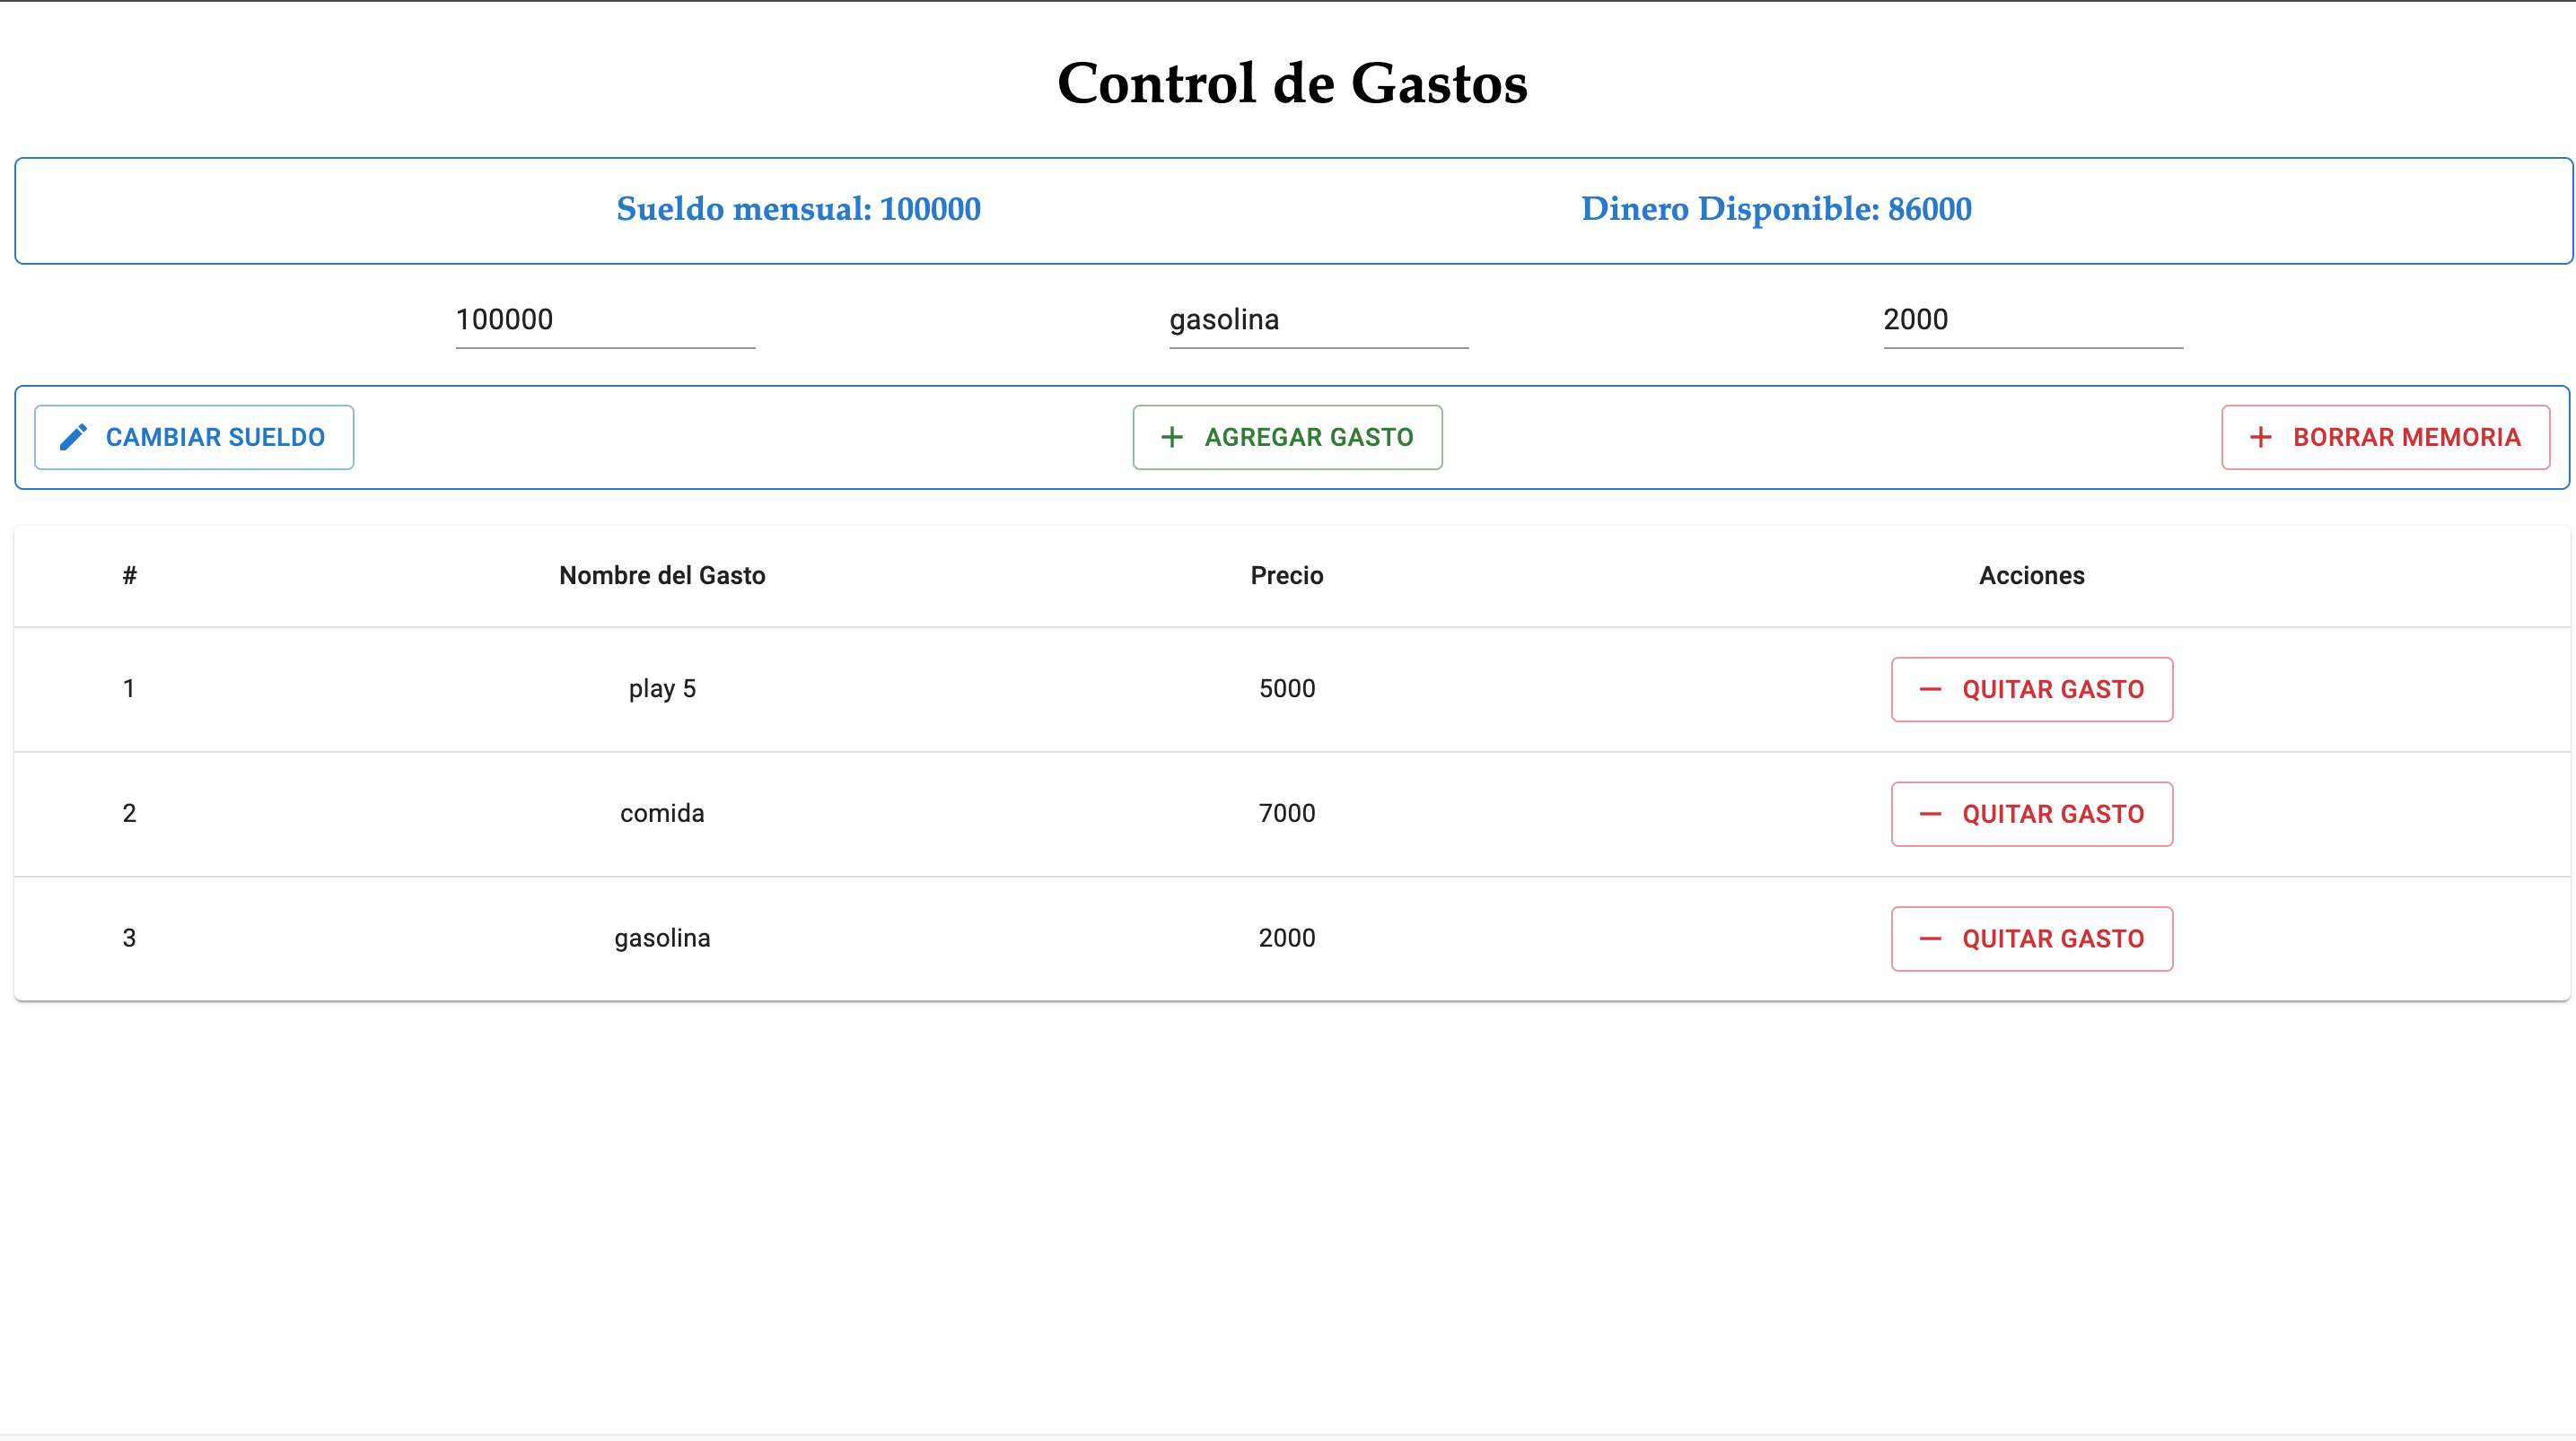 Control de Gastos
Sueldo mensual: 100000 Dinero Disponible: 86000
100000 gasolina 2000
CAMBIAR SUELDO AGREGAR GASTO BORRAR MEMORIA
# Nombre del Gasto Precio Acciones
1 play 5 5000 QUITAR GASTO
2 comida 7000 QUITAR GASTO
3 gasolina 2000 QUITAR GASTO